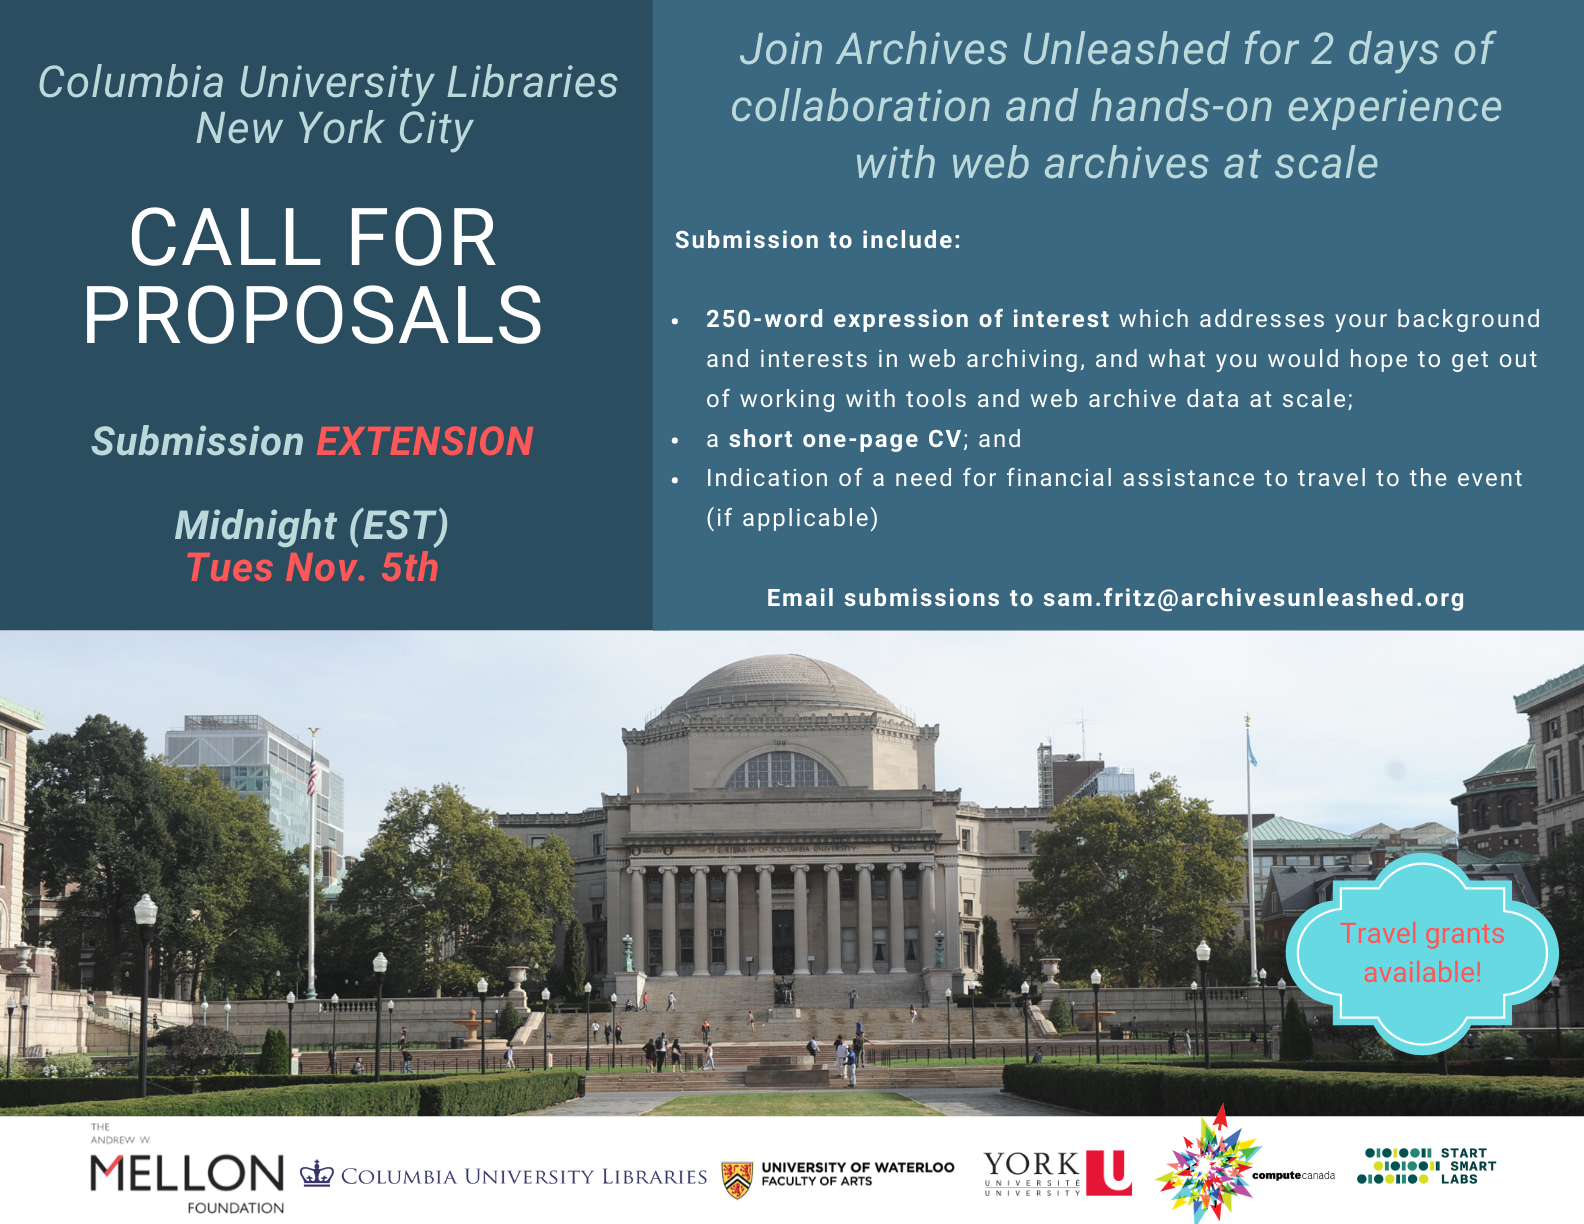 Columbia University Libraries
New York City
CALL FOR
PROPOSALS
Submission EXTENSION
Midnight (EST)
Tues Nov. 5th
Join Archives Unleashed for 2 days of
collaboration and hands-on experience
with web archives at scale
Submission to include:
• 250-word expression of interest which addresses your background
and interests in web archiving, and what you would hope to get out
of working with tools and web archive data at scale;
• a short one-page CV; and
• Indication of a need for financial assistance to travel to the event
(if applicable)
Email submissions to sam.fritz@archivesunleashed.org
Travel grants
available!
THE
ANDREW W.
MELLON
FOUNDATION
COLUMBIA UNIVERSITY LIBRARIES
UNIVERSITY OF WATERLOO
FACULTY OF ARTS
YORK U
UNIVERSITÉ
UNIVERSITY
computecanada
START
SMART
LABS